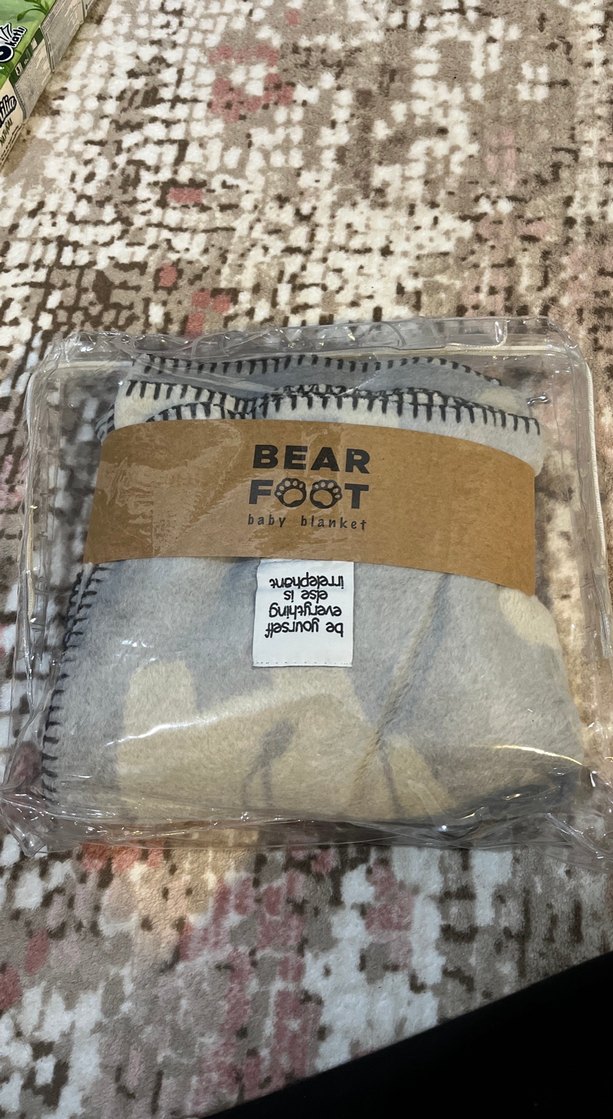 BEAR
FOOT
baby blanket
be yourself
everything
else is
irrelephant